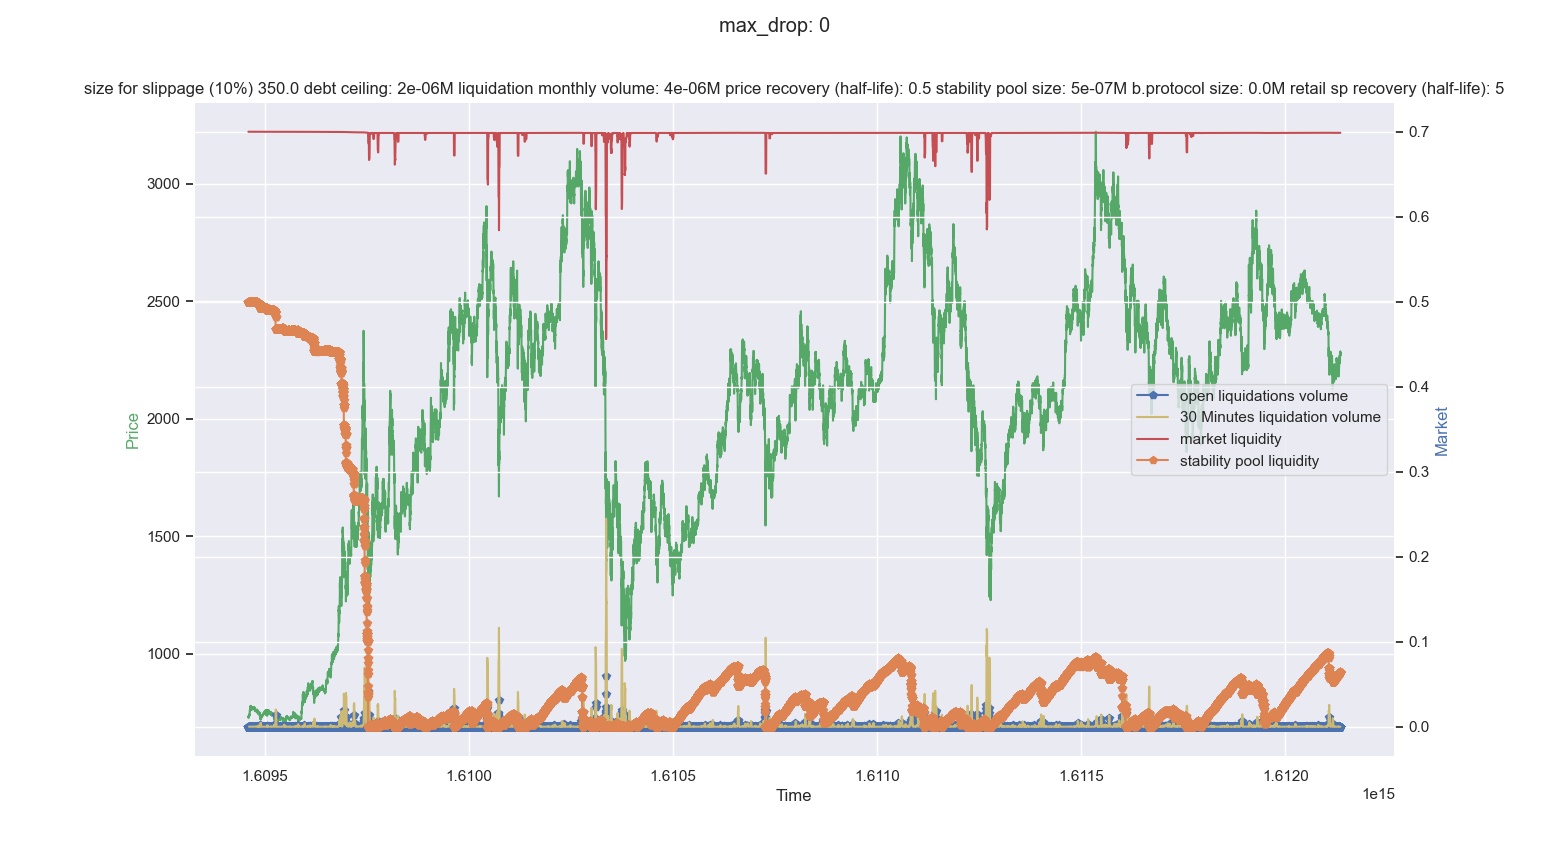 max_drop: 0
size for slippage (10%) 350.0 debt ceiling: 2e-06M liquidation monthly volume: 4e-06M price recovery (half-life): 0.5 stability pool size: 5e-07M b.protocol size: 0.0M retail sp recovery (half-life): 5
3000
2500
2000
1500
1000
Price
0.7
0.6
0.5
0.4
0.3
0.2
0.1
0.0
Market
open liquidations volume
30 Minutes liquidation volume
market liquidity
stability pool liquidity
1.6095
1.6100
1.6105
1.6110
1.6115
1.6120
Time
1e15